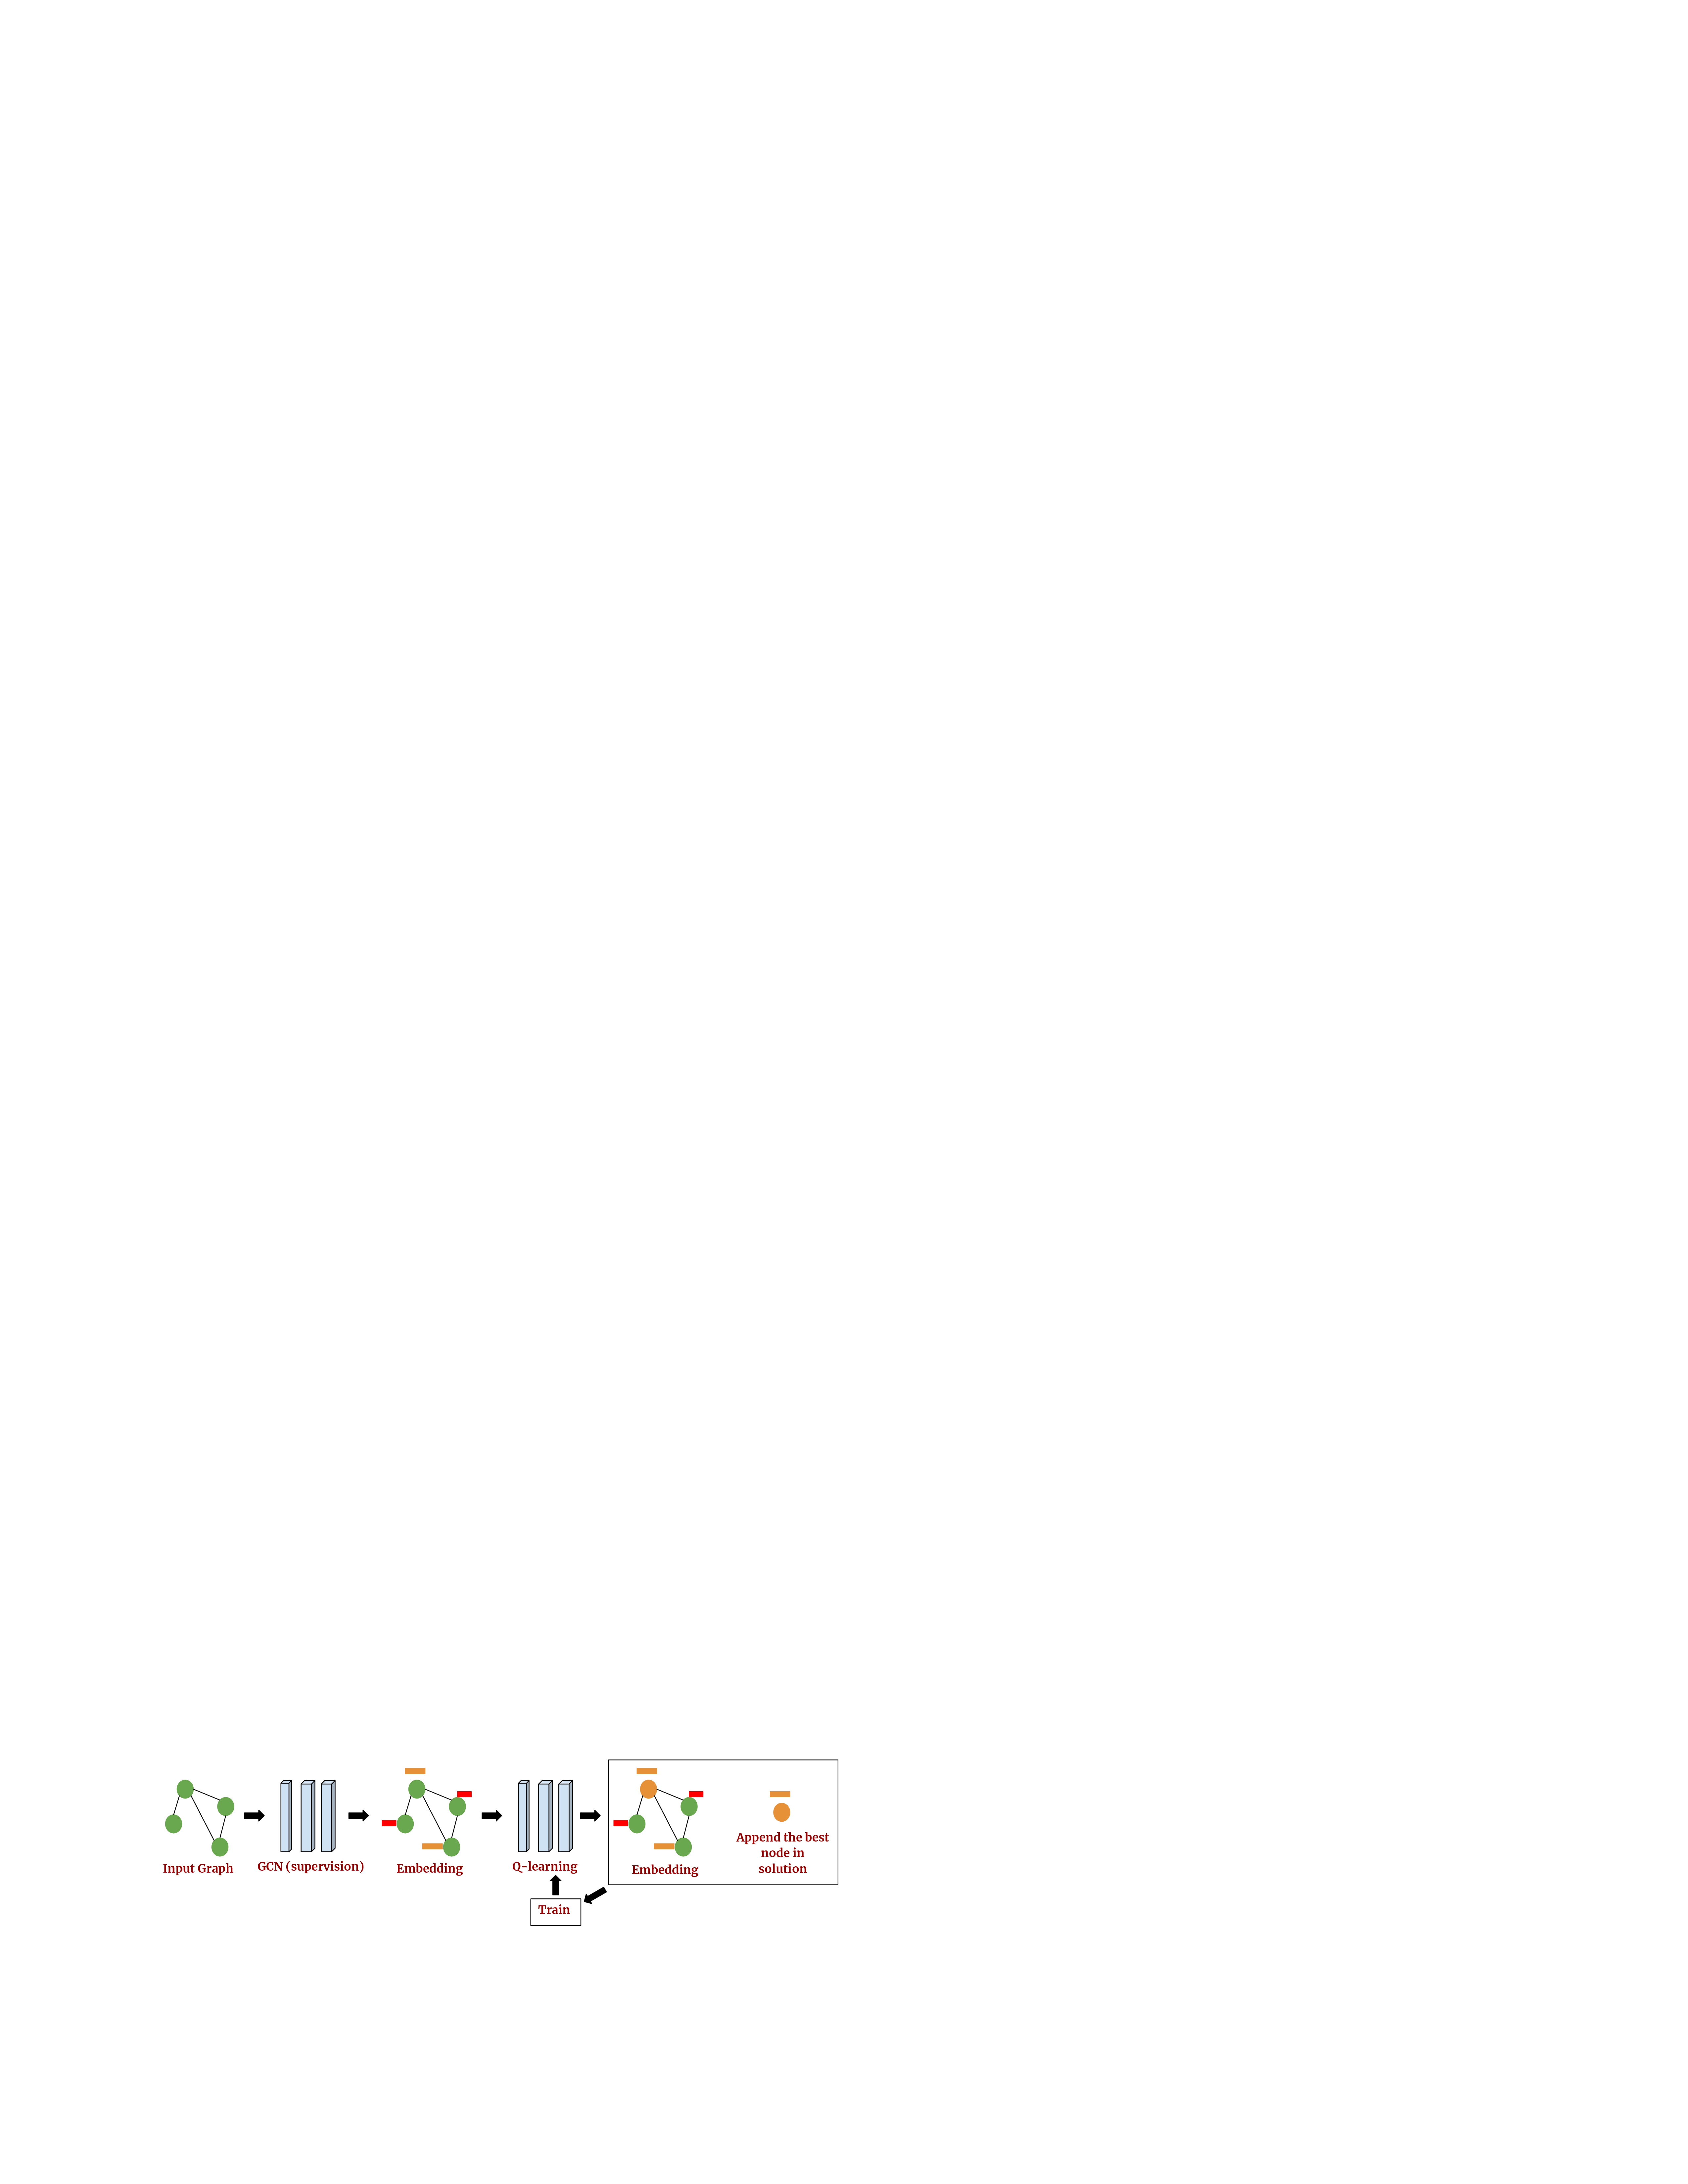 Input Graph
GCN (supervision)
Embedding
Q-learning
Embedding
Append the best
node in
solution
Train